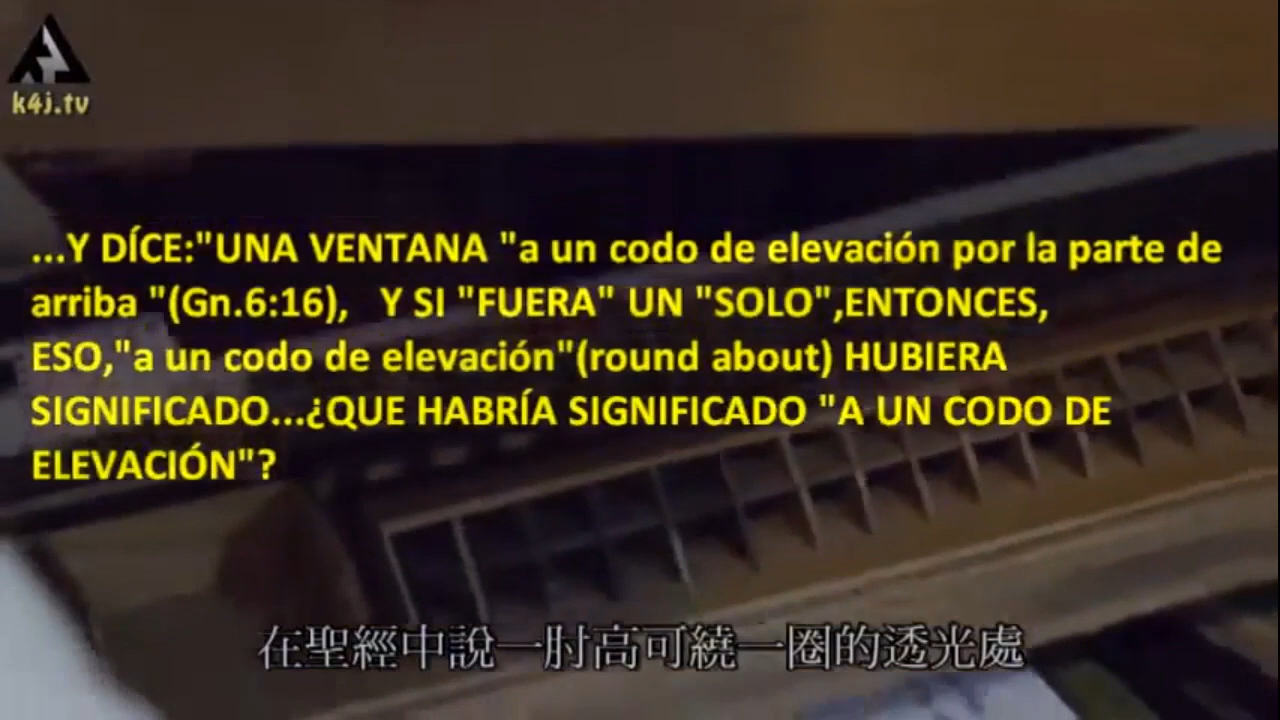 k4j.tv
...Y DÍCE:"UNA VENTANA "a un codo de elevación por la parte de
arriba "(Gn.6:16), Y SI "FUERA" UN "SOLO",ENTONCES,
ESO,"a un codo de elevación"(round about) HUBIERA
SIGNIFICADO...¿QUE HABRÍA SIGNIFICADO "A UN CODO DE
ELEVACIÓN"?
在聖經中說一肘高可繞一圈的透光處